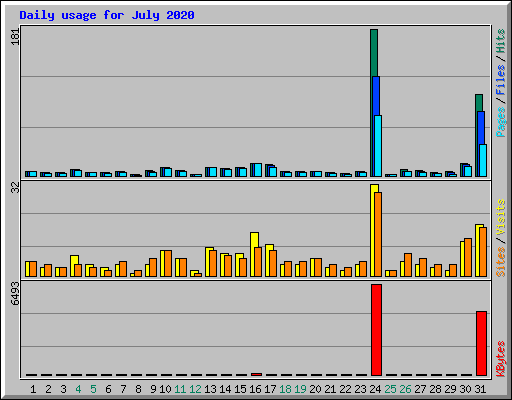 Daily usage for July 2020
181
Pages / Files / Hits
32
Sites / Visits
6493
KBytes
1 2 3 4 5 6 7 8 9 10 11 12 13 14 15 16 17 18 19 20 21 22 23 24 25 26 27 28 29 30 31